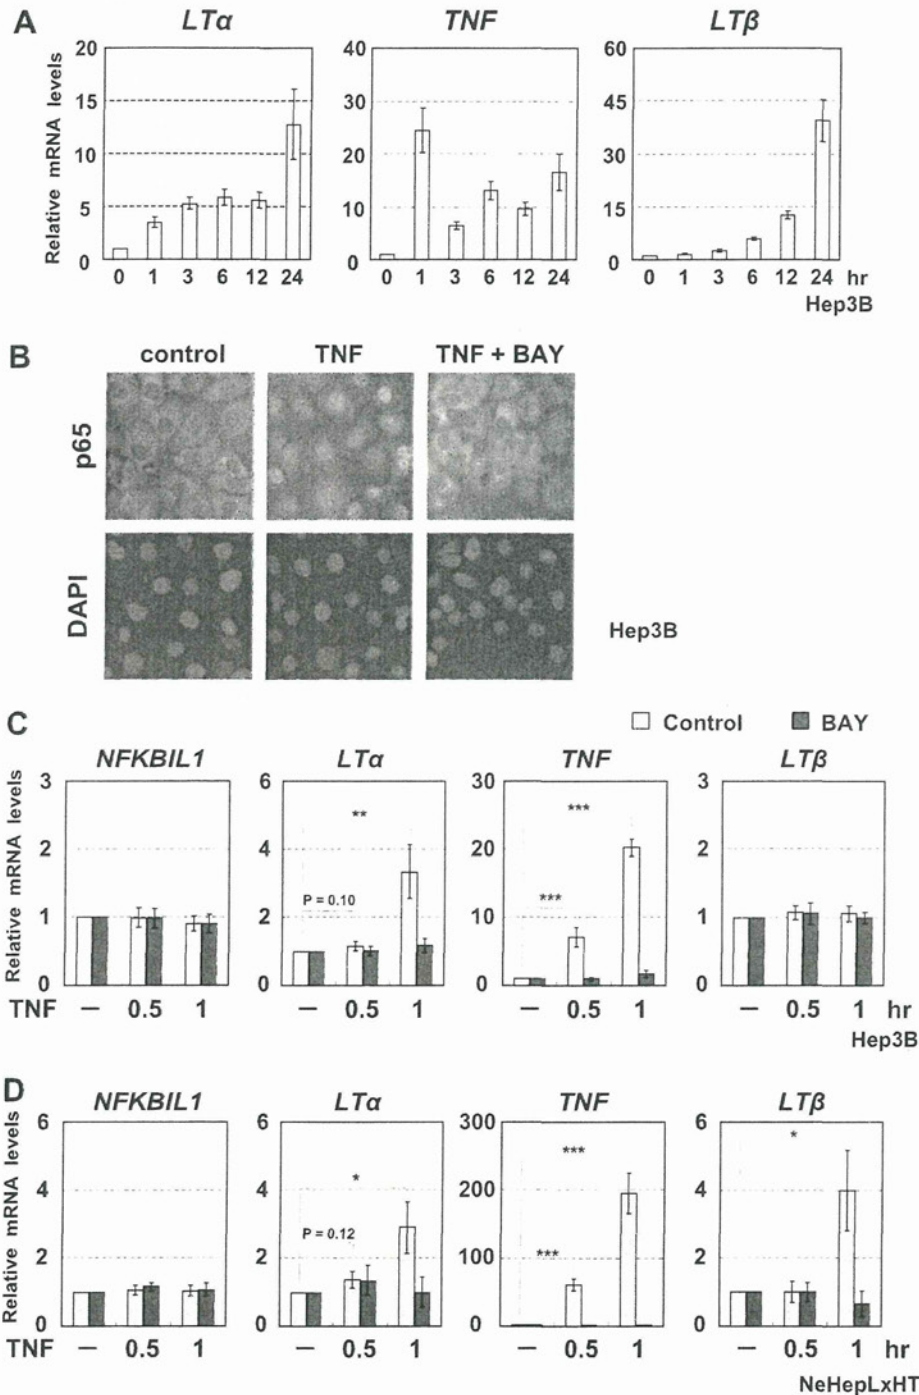 A
LTα TNF LTβ
Relative mRNA levels
20 40 60
15 30 45
10 20 30
5 10 15
0 0 0
0 1 3 6 12 24 0 1 3 6 12 24 0 1 3 6 12 24 hr
Hep3B
B
control TNF TNF + BAY
p65
DAPI
Hep3B
C
Control BAY
NFKBIL1 LTα TNF LTβ
Relative mRNA levels
3 6 30 3
** ***
2 4 20 2
P = 0.10 ***
1 2 10 1
0 0 0 0
TNF — 0.5 1 — 0.5 1 — 0.5 1 — 0.5 1 hr
Hep3B
D
NFKBIL1 LTα TNF LTβ
Relative mRNA levels
6 6 300 6
* *** *
4 4 200 4
P = 0.12 ***
2 2 100 2
0 0 0 0
TNF — 0.5 1 — 0.5 1 — 0.5 1 — 0.5 1 hr
NeHepLxHT